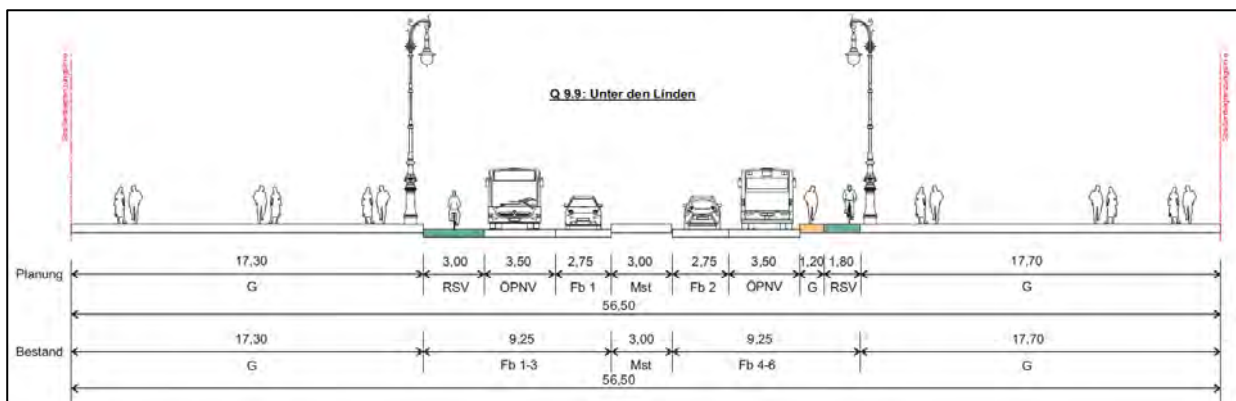 Q 9.9: Unter den Linden
Straßenbegrenzungslinie
Straßenbegrenzungslinie
Planung
17,30 3,00 3,50 2,75 3,00 2,75 3,50 1,20 1,80 17,70
G RSV ÖPNV Fb 1 Mst Fb 2 ÖPNV G RSV G
56,50
Bestand
17,30 9,25 3,00 9,25 17,70
G Fb 1-3 Mst Fb 4-6 G
56,50